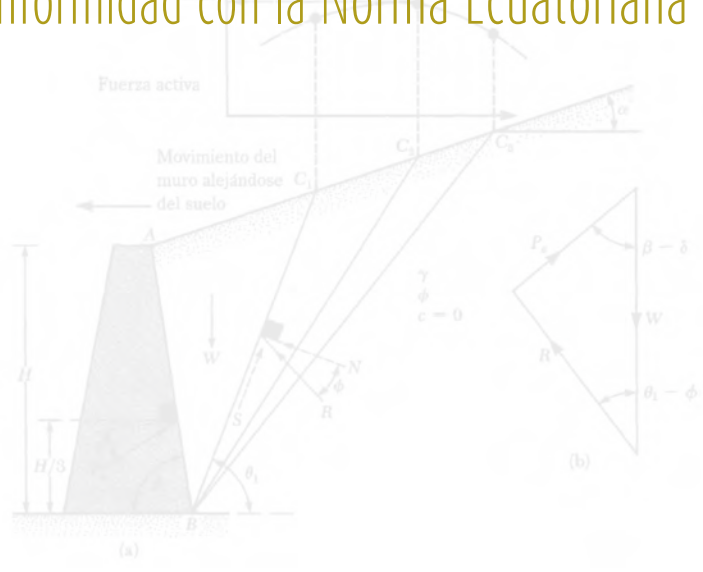 nformidad con la Norma Ecuatoriana
Fuerza activa
α
Movimiento del
muro alejándose
del suelo
C₁
C₂
A
Pₐ
β − δ
γ
ϕ
c = 0
W
W
H
N
ϕ
R
R
S
θ₁ − ϕ
H/3
θ₁
(b)
B
(a)